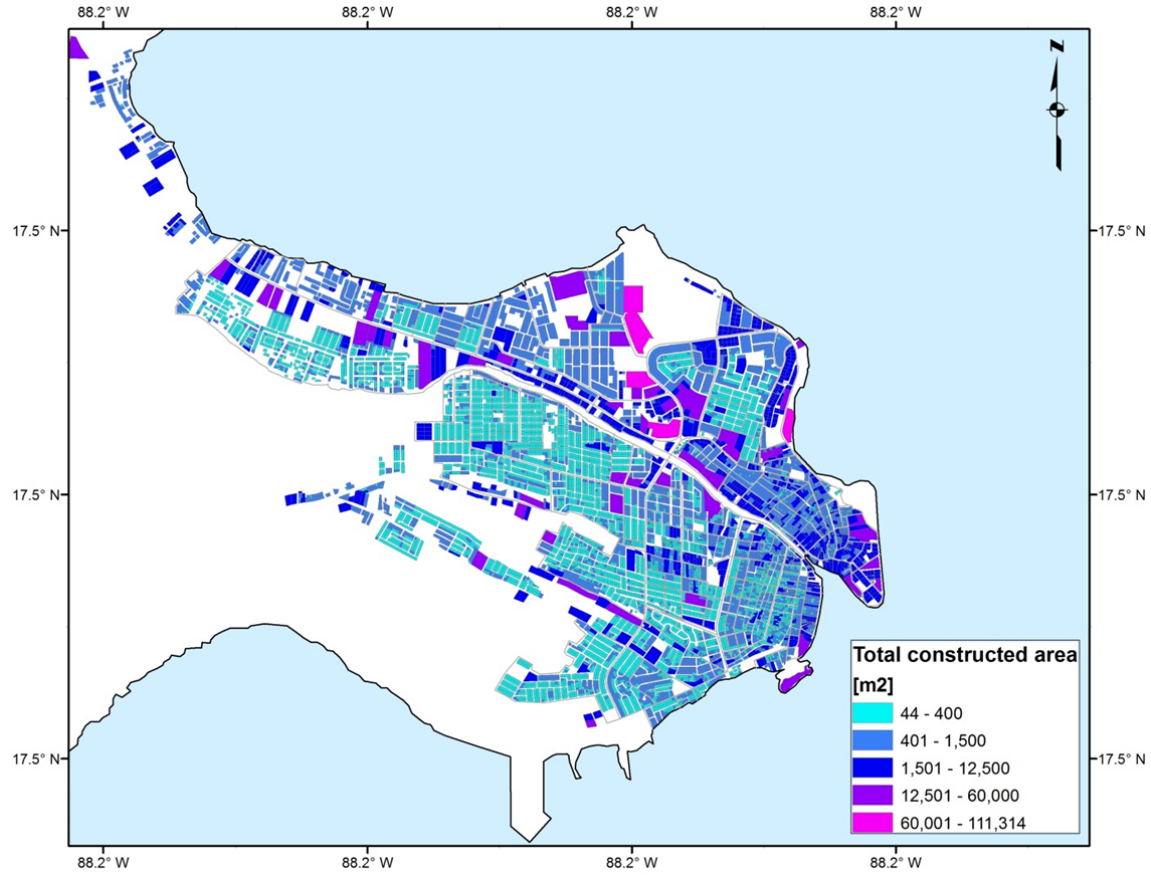 88.2° W 88.2° W 88.2° W 88.2° W
N
17.5° N 17.5° N
17.5° N 17.5° N
17.5° N 17.5° N
Total constructed area
[m2]
44 - 400
401 - 1,500
1,501 - 12,500
12,501 - 60,000
60,001 - 111,314
88.2° W 88.2° W 88.2° W 88.2° W